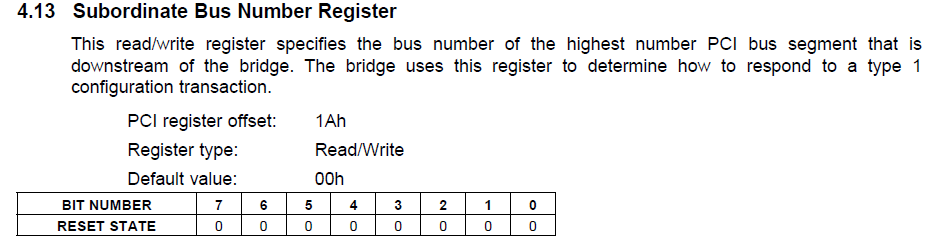 4.13 Subordinate Bus Number Register
This read/write register specifies the bus number of the highest number PCI bus segment that is
downstream of the bridge. The bridge uses this register to determine how to respond to a type 1
configuration transaction.
PCI register offset: 1Ah
Register type: Read/Write
Default value: 00h
BIT NUMBER 7 6 5 4 3 2 1 0
RESET STATE 0 0 0 0 0 0 0 0